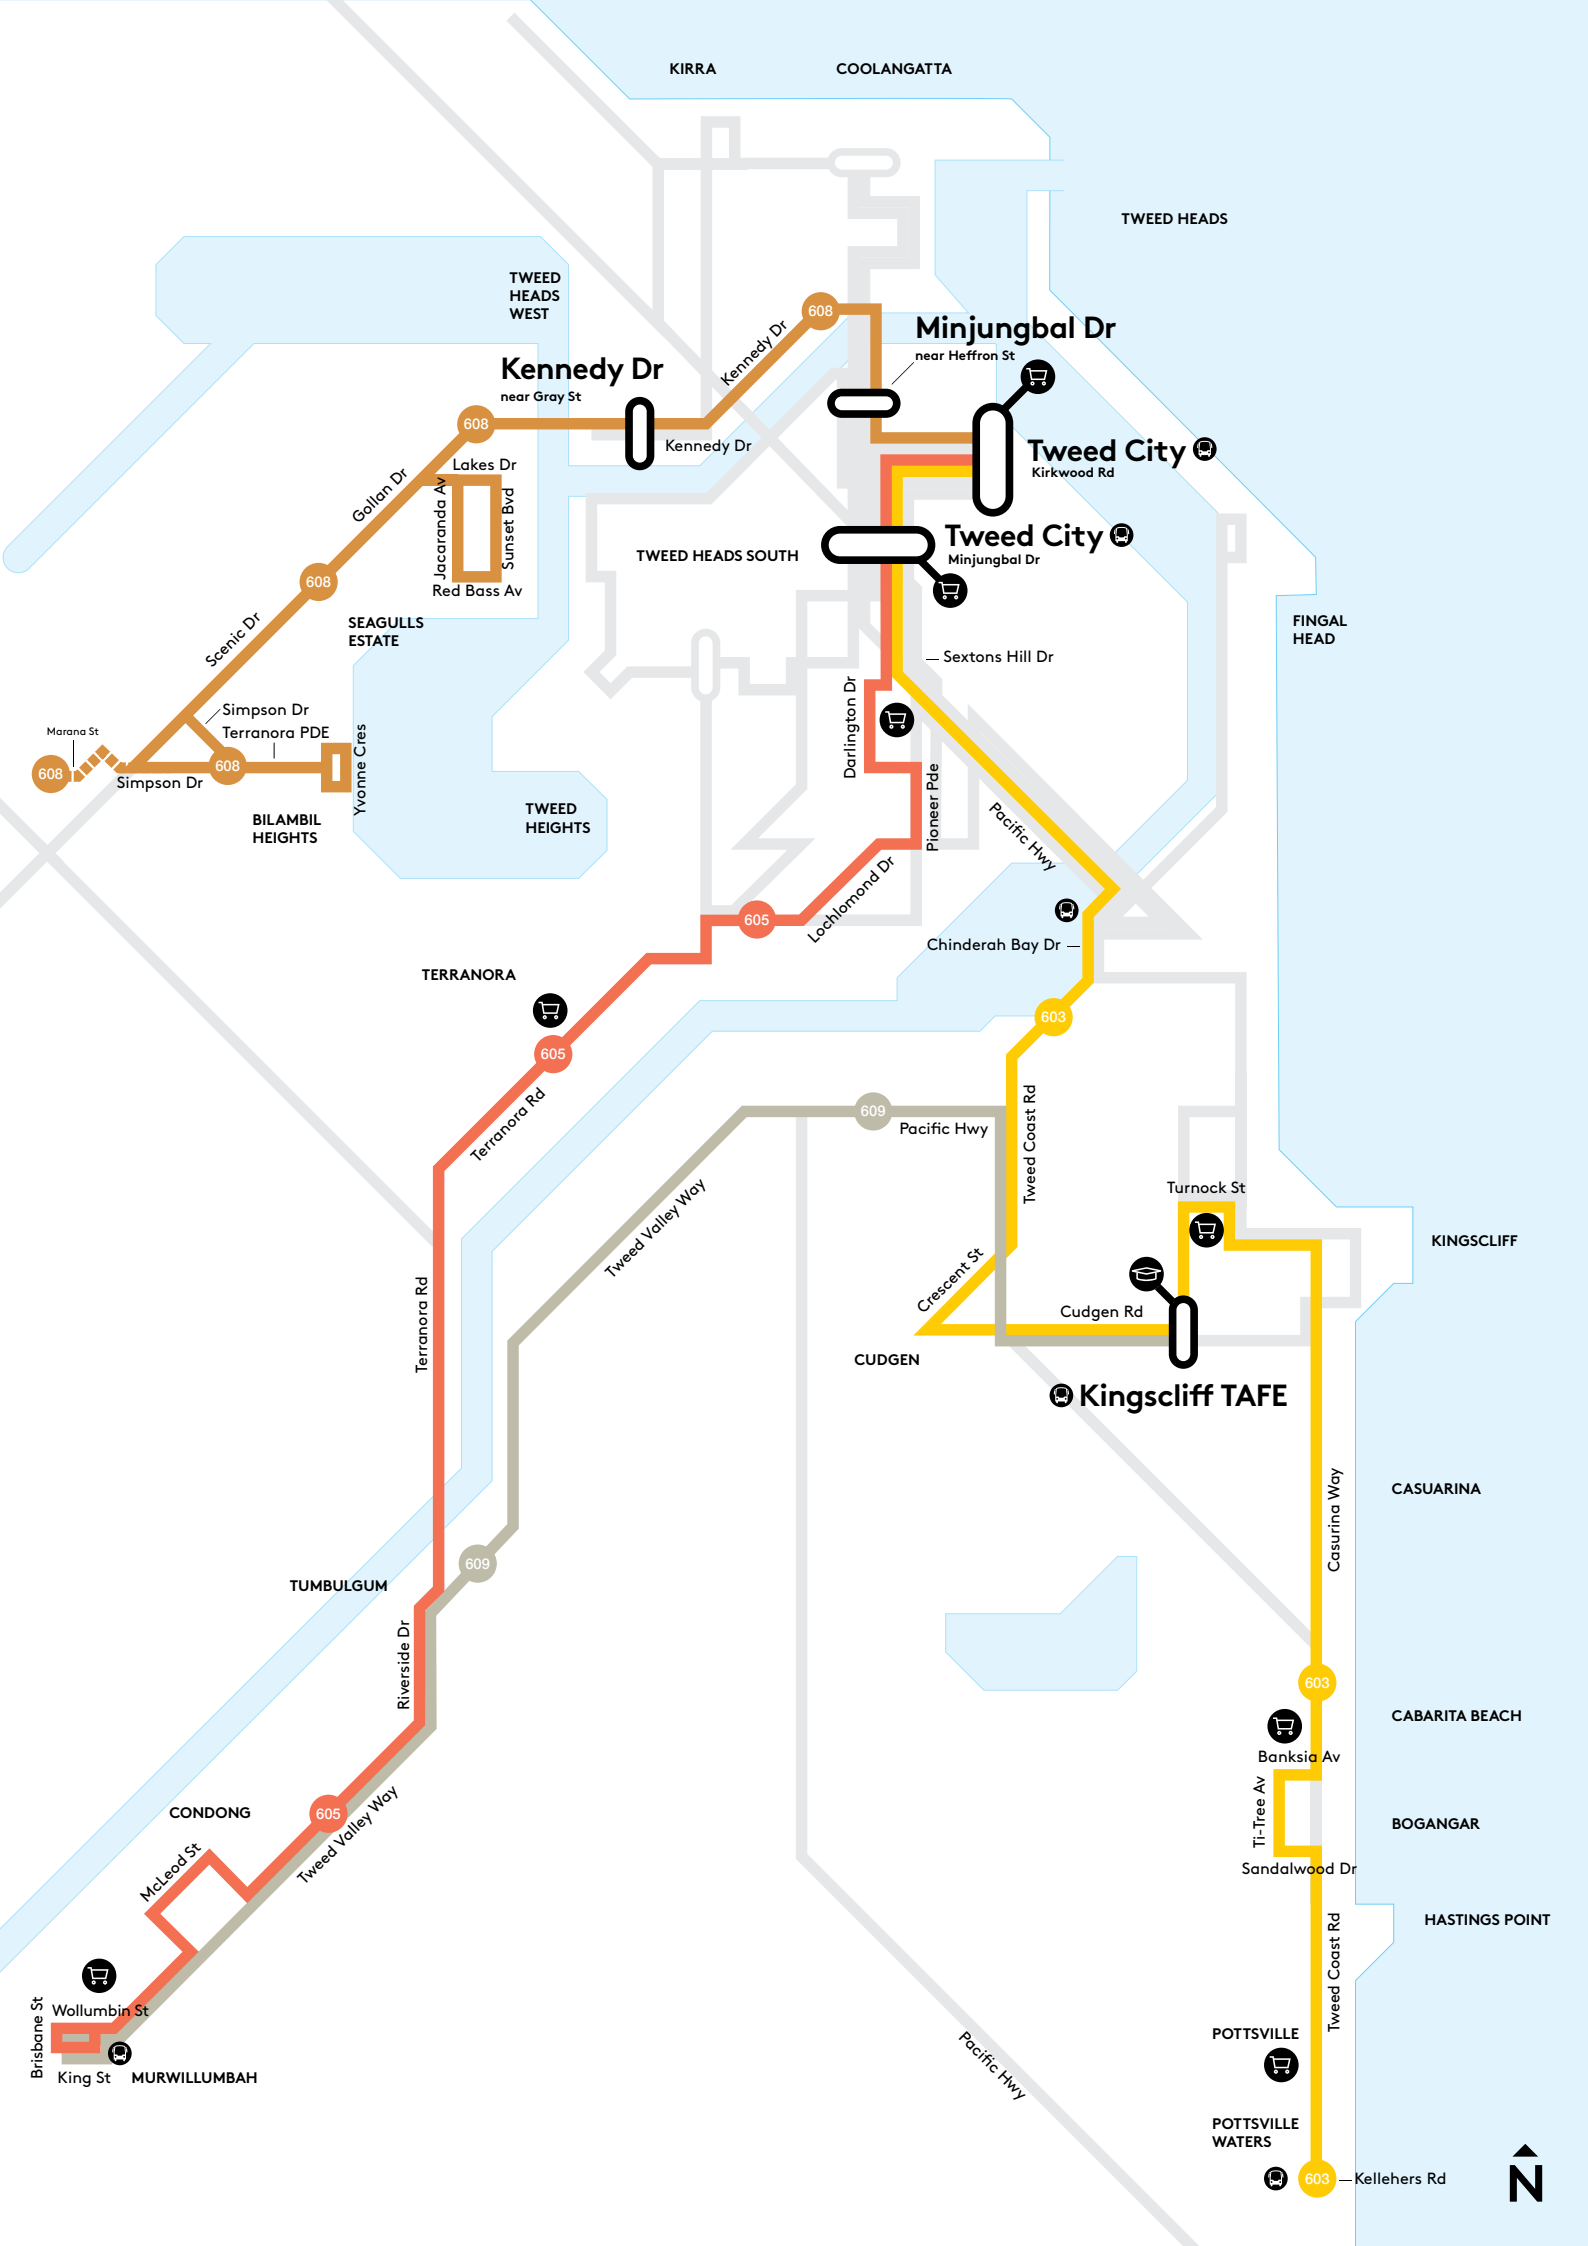 KIRRA
COOLANGATTA
TWEED HEADS
TWEED
HEADS
WEST
608
Minjungbal Dr
near Heffron St
Kennedy Dr
Kennedy Dr
near Gray St
608
Kennedy Dr
Tweed City
Kirkwood Rd
Lakes Dr
Gollan Dr
Jacaranda Av
Sunset Bvd
Red Bass Av
Tweed City
Minjungbal Dr
TWEED HEADS SOUTH
608
SEAGULLS
ESTATE
FINGAL
HEAD
Scenic Dr
Sextons Hill Dr
Simpson Dr
Terranora PDE
Marana St
608
608
Simpson Dr
Yvonne Cres
Darlington Dr
BILAMBIL
HEIGHTS
TWEED
HEIGHTS
Pioneer Pde
Pacific Hwy
Lochlomond Dr
605
Chinderah Bay Dr
TERRANORA
603
605
Terranora Rd
609
Pacific Hwy
Tweed Coast Rd
Tweed Valley Way
Turnock St
KINGSCLIFF
Crescent St
Cudgen Rd
Terranora Rd
CUDGEN
Kingscliff TAFE
CASUARINA
Casurina Way
609
TUMBULGUM
Riverside Dr
603
CABARITA BEACH
Banksia Av
Ti-Tree Av
BOGANGAR
Sandalwood Dr
CONDONG
605
Tweed Valley Way
McLeod St
HASTINGS POINT
Tweed Coast Rd
Wollumbin St
Brisbane St
King St
MURWILLUMBAH
Pacific Hwy
POTTSVILLE
POTTSVILLE
WATERS
603
Kellehers Rd
N